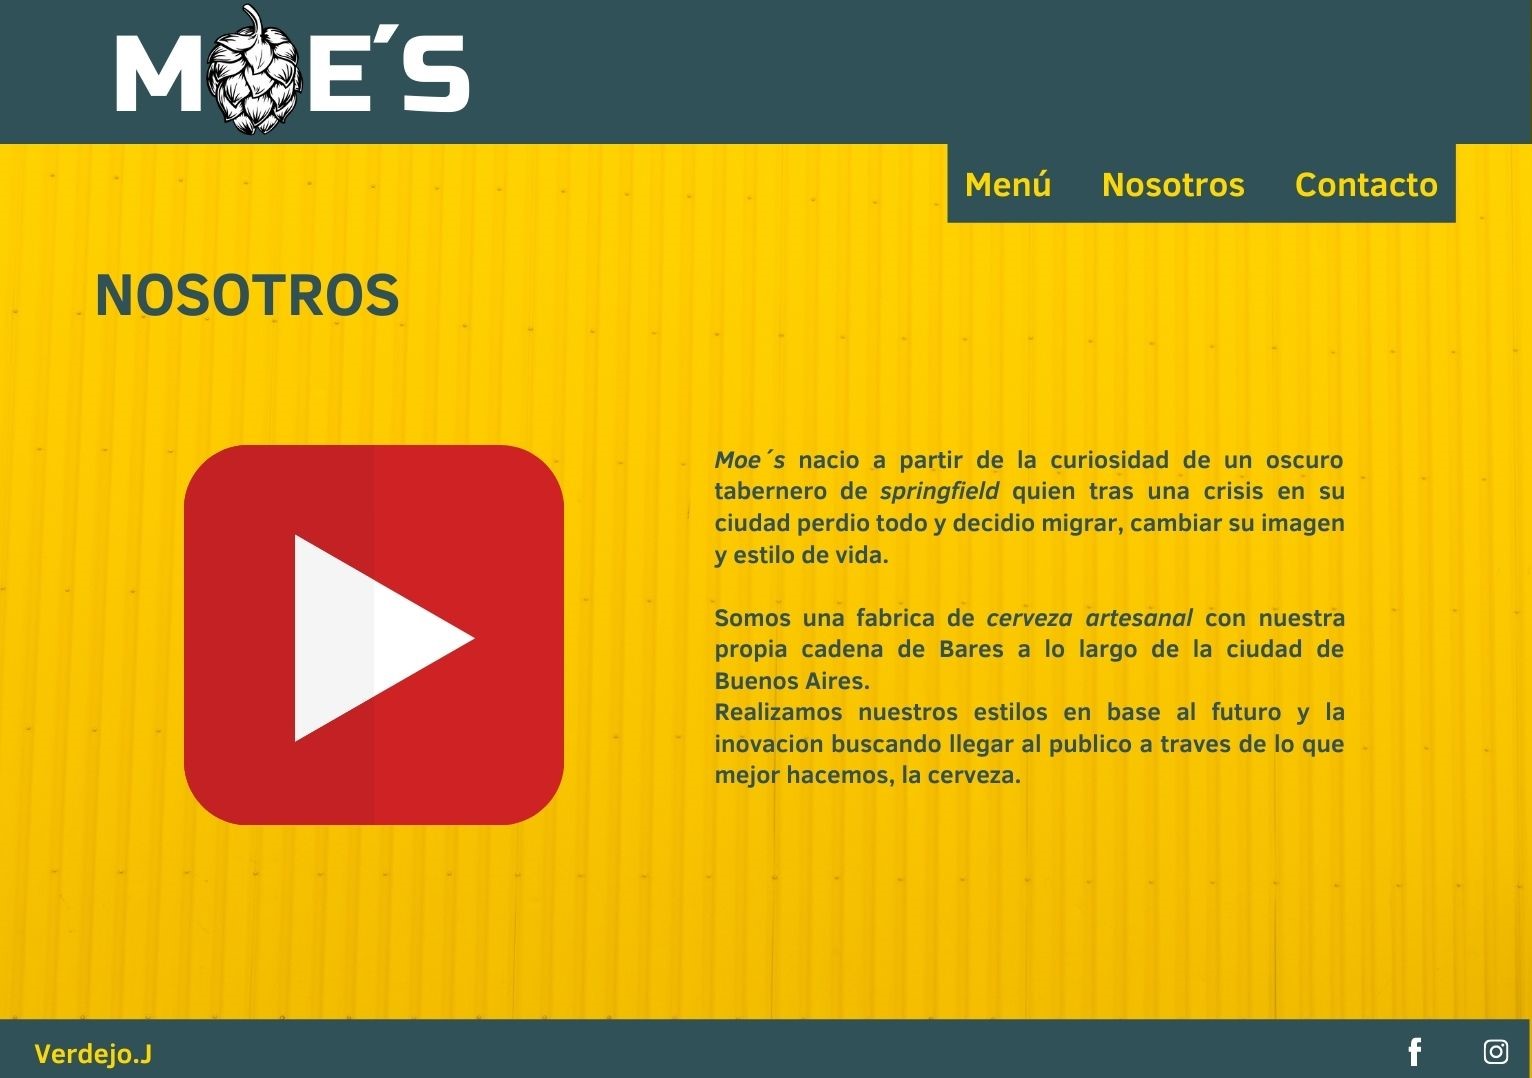 MOE´S
Menú Nosotros Contacto
NOSOTROS
Moe´s nacio a partir de la curiosidad de un oscuro
tabernero de springfield quien tras una crisis en su
ciudad perdio todo y decidio migrar, cambiar su imagen
y estilo de vida.
Somos una fabrica de cerveza artesanal con nuestra
propia cadena de Bares a lo largo de la ciudad de
Buenos Aires.
Realizamos nuestros estilos en base al futuro y la
inovacion buscando llegar al publico a traves de lo que
mejor hacemos, la cerveza.
Verdejo.J